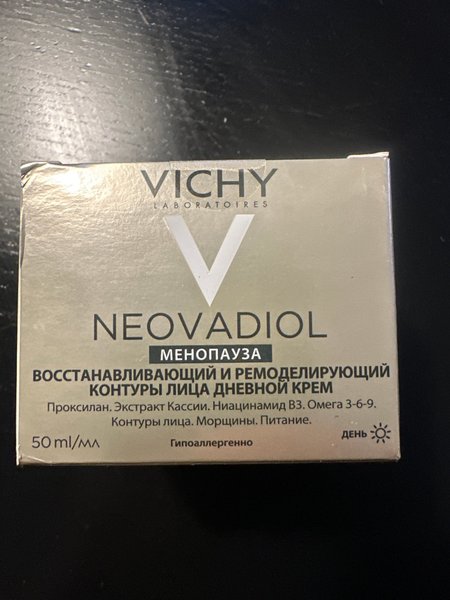 VICHY
LABORATOIRES
V
NEOVADIOL
МЕНОПАУЗА
ВОССТАНАВЛИВАЮЩИЙ И РЕМОДЕЛИРУЮЩИЙ
КОНТУРЫ ЛИЦА ДНЕВНОЙ КРЕМ
Проксилан. Экстракт Кассии. Ниацинамид В3. Омега 3-6-9.
Контуры лица. Морщины. Питание.
50 ml/мл Гипоаллергенно ДЕНЬ